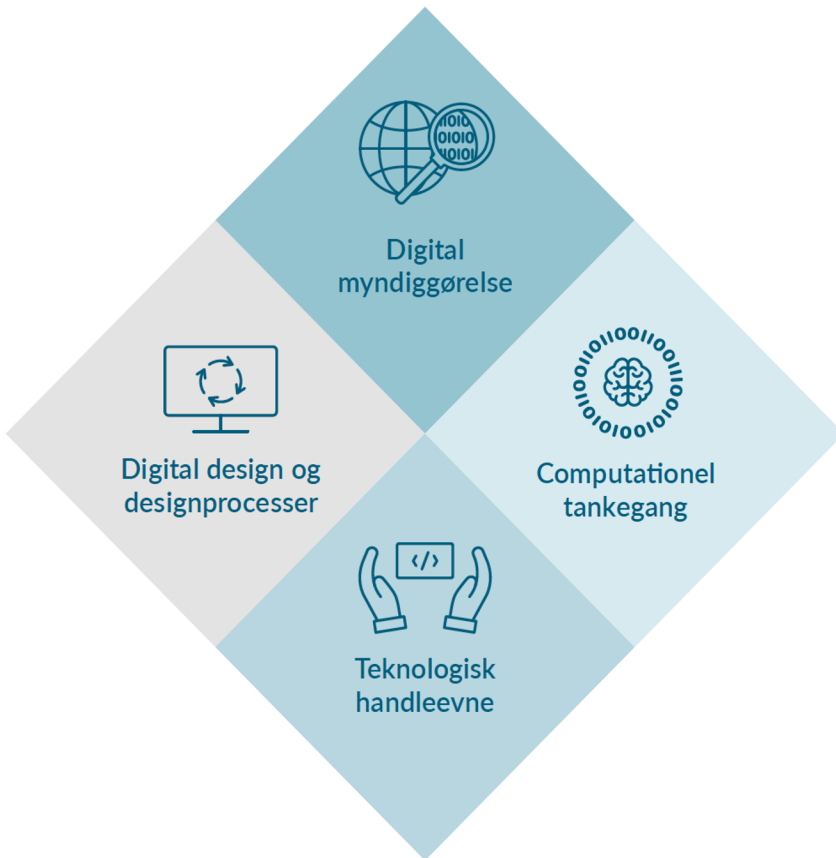 Digital
myndiggørelse
Digital design og
designprocesser
Computationel
tankegang
</>
Teknologisk
handleevne